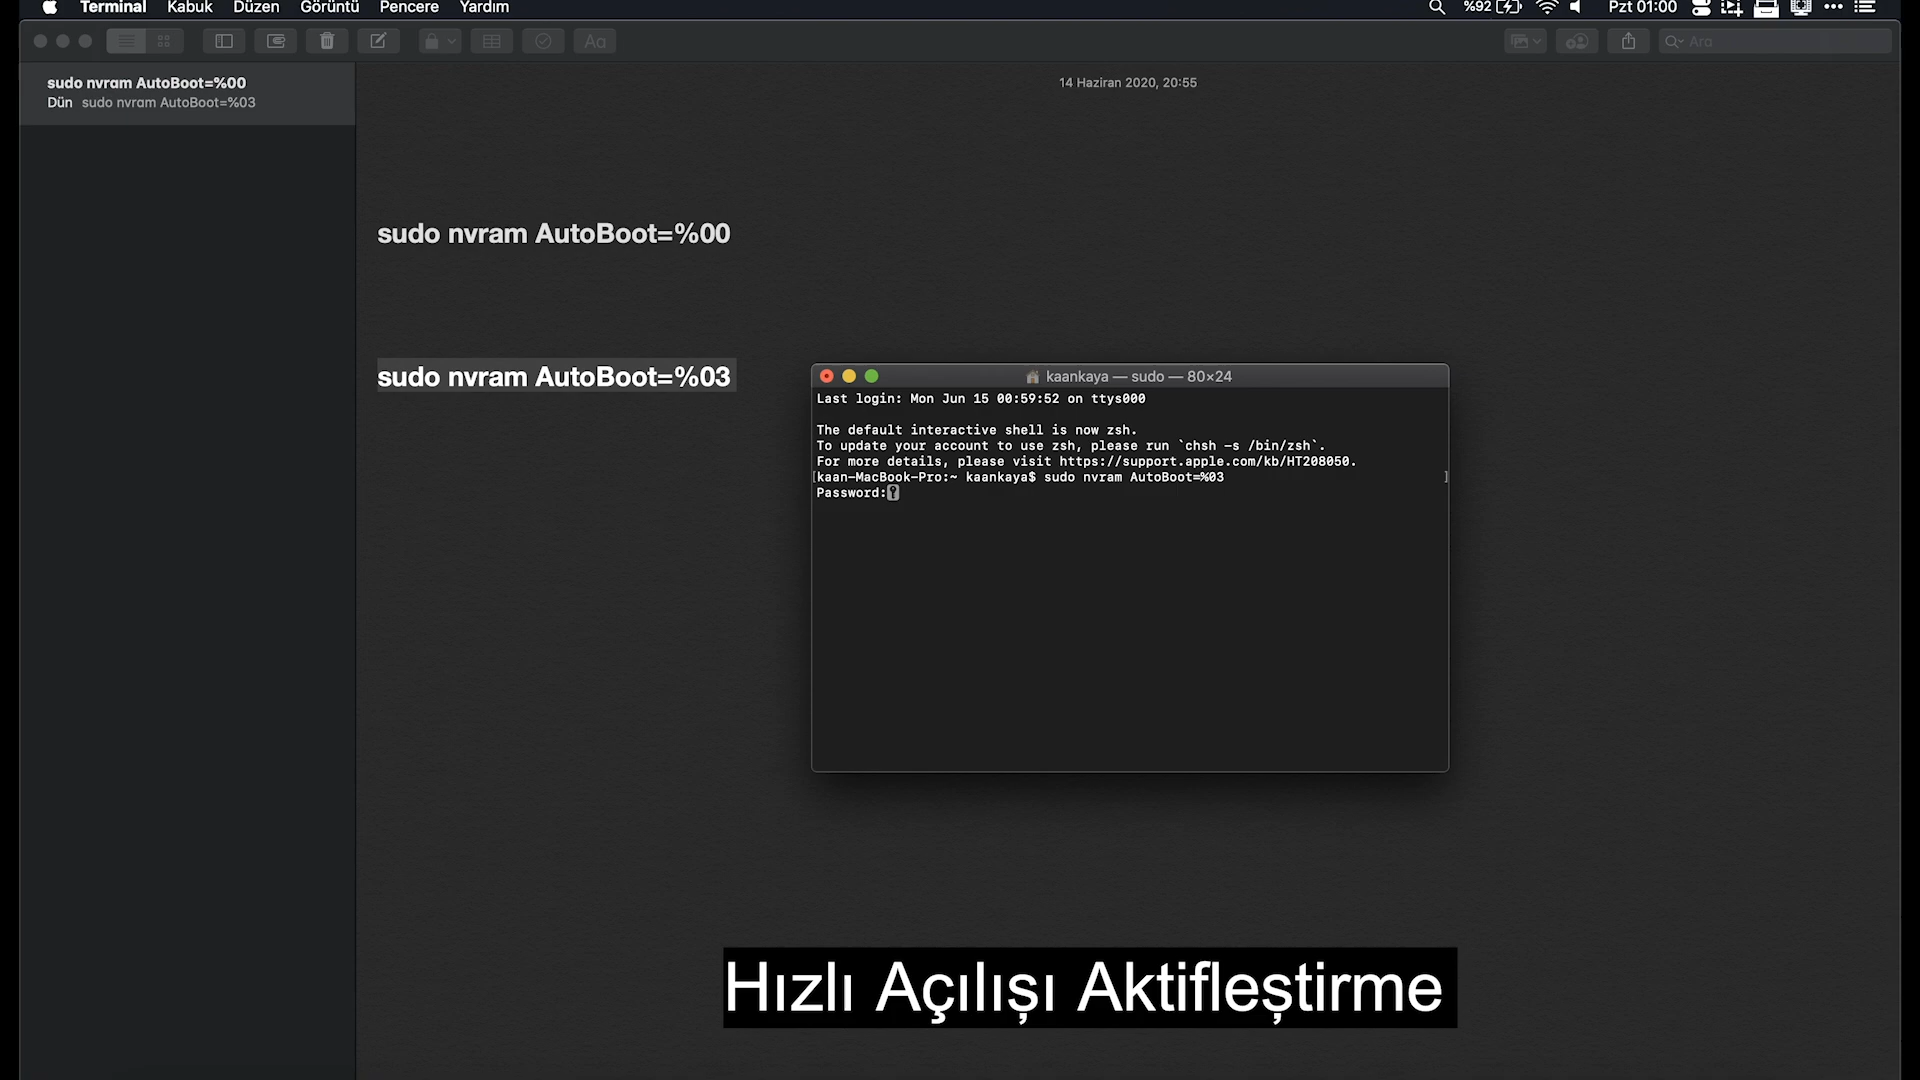 Terminal Kabuk Düzen Görüntü Pencere Yardım %92 Pzt 01:00
Aa Ara
sudo nvram AutoBoot=%00
Dün sudo nvram AutoBoot=%03
14 Haziran 2020, 20:55
sudo nvram AutoBoot=%00
sudo nvram AutoBoot=%03
kaankaya — sudo — 80×24
Last login: Mon Jun 15 00:59:52 on ttys000
The default interactive shell is now zsh.
To update your account to use zsh, please run `chsh -s /bin/zsh`.
For more details, please visit https://support.apple.com/kb/HT208050.
[kaan-MacBook-Pro:~ kaankaya$ sudo nvram AutoBoot=%03 ]
Password:
Hızlı Açılışı Aktifleştirme